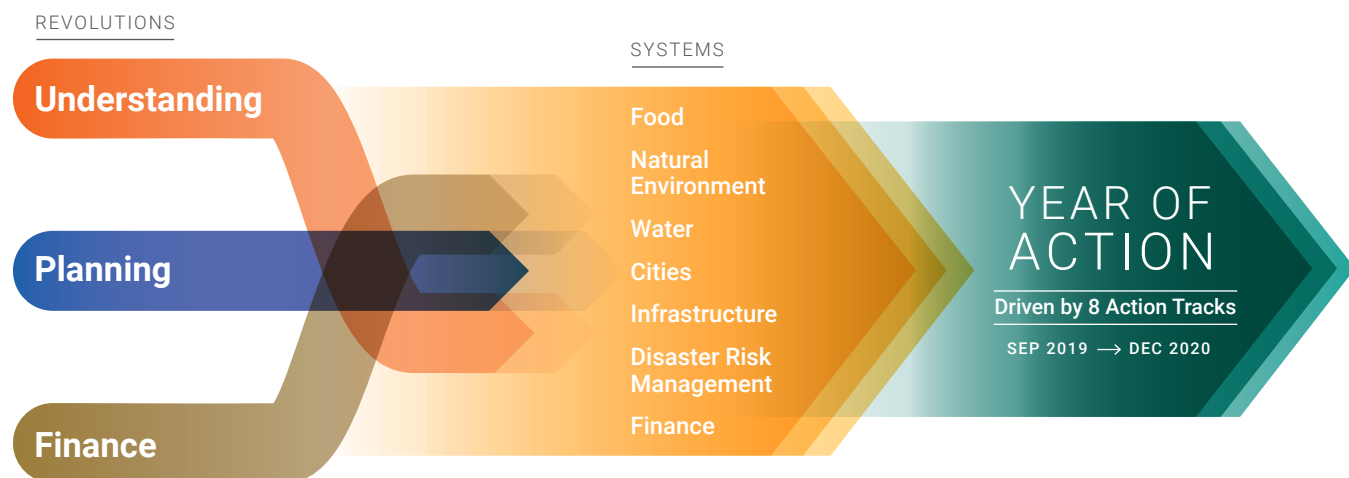 REVOLUTIONS
Understanding
Planning
Finance
SYSTEMS
Food
Natural
Environment
Water
Cities
Infrastructure
Disaster Risk
Management
Finance
YEAR OF
ACTION
Driven by 8 Action Tracks
SEP 2019 → DEC 2020